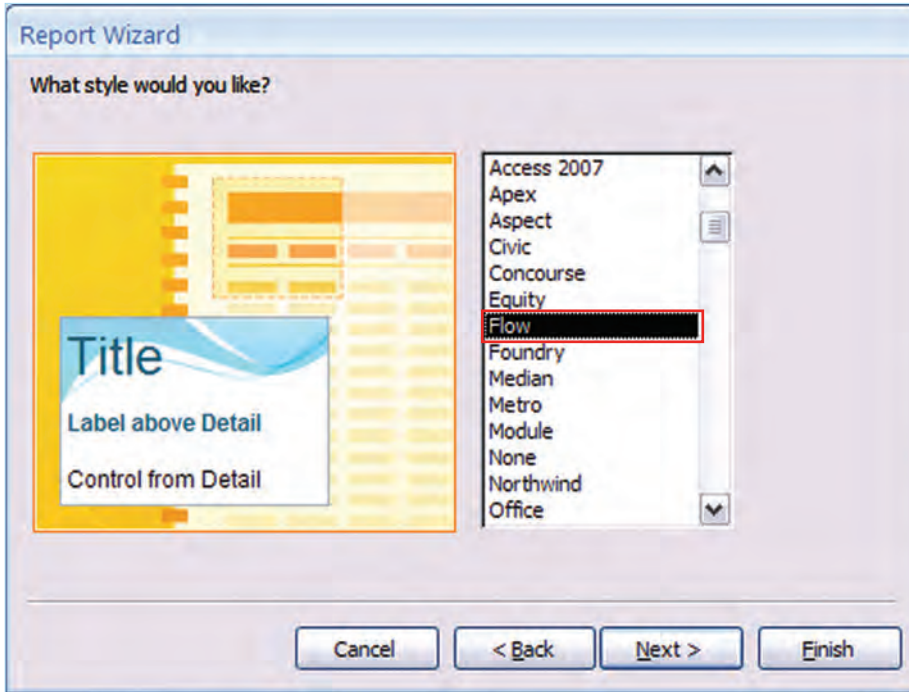 Report Wizard
What style would you like?
Title
Label above Detail
Control from Detail
Access 2007
Apex
Aspect
Civic
Concourse
Equity
Flow
Foundry
Median
Metro
Module
None
Northwind
Office
Cancel
< Back
Next >
Finish